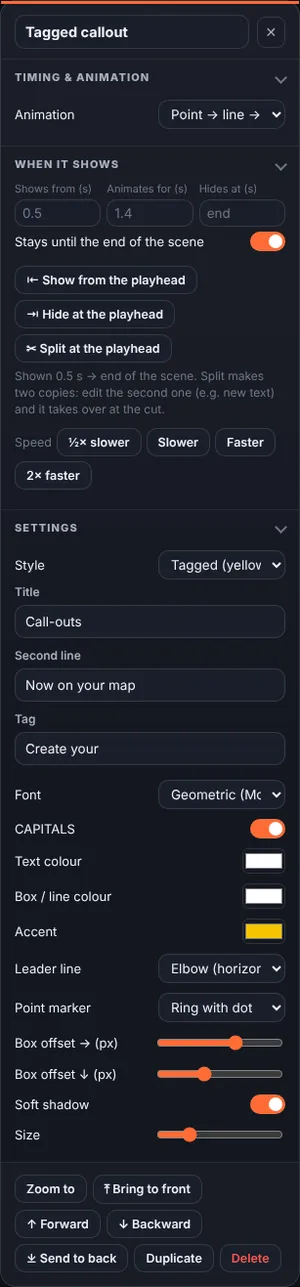 Tagged callout ×
TIMING & ANIMATION
Animation Point → line →
WHEN IT SHOWS
Shows from (s) Animates for (s) Hides at (s)
0.5 1.4 end
Stays until the end of the scene
⇤ Show from the playhead
⇥ Hide at the playhead
✂ Split at the playhead
Shown 0.5 s → end of the scene. Split makes
two copies: edit the second one (e.g. new text)
and it takes over at the cut.
Speed ½× slower Slower Faster
2× faster
SETTINGS
Style Tagged (yellow
Title
Call-outs
Second line
Now on your map
Tag
Create your
Font Geometric (Mo
CAPITALS
Text colour
Box / line colour
Accent
Leader line Elbow (horizor
Point marker Ring with dot
Box offset → (px)
Box offset ↓ (px)
Soft shadow
Size
Zoom to ⤒ Bring to front
↑ Forward ↓ Backward
⤓ Send to back Duplicate Delete